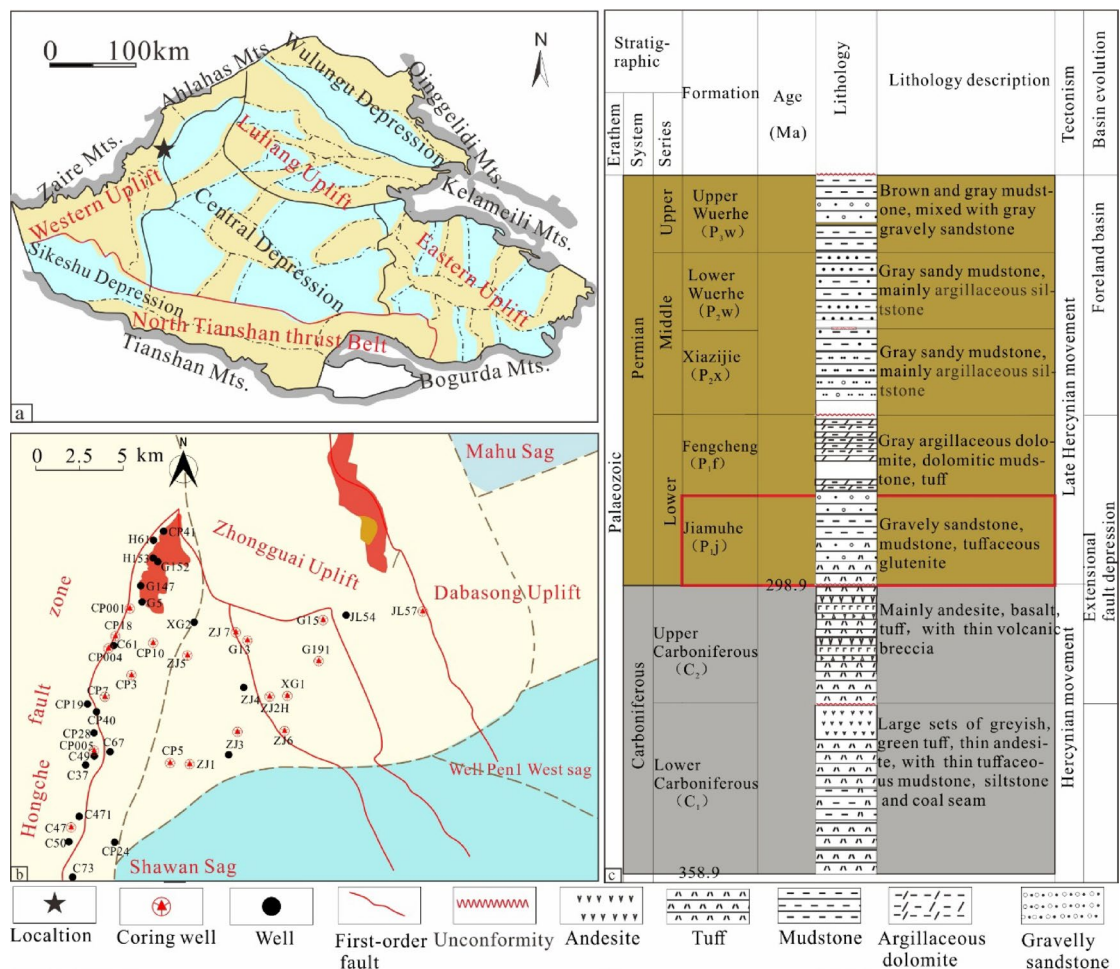 0 100km
N
Ahlahas Mts.
Wulungu Depression
Qinggelidi Mts.
Zaire Mts.
Luliang Uplift
Western Uplift
Kelameili Mts.
Central Depression
Eastern Uplift
Sikeshu Depression
North Tianshan thrust Belt
Tianshan Mts.
Bogurda Mts.
a
0 2.5 5 km
N
Mahu Sag
CP41
H61
Zhongguai Uplift
H153
G152
G147
Dabasong Uplift
zone
CP001
G5
JL57
JL54
G15
CP18
XG2
ZJ 7
C61
G13
CP004
CP10
ZJ5
G191
CP3
CP7
XG1
ZJ4
ZJ2H
CP19
CP40
fault
CP28
ZJ3
ZJ6
CP005
C67
C49
CP5
ZJ1
Well Pen1 West sag
C37
Hongche
C471
C47
C50
CP24
Shawan Sag
C73
b
Stratig-
raphic
Erathem
System
Series
Formation
Age
(Ma)
Lithology
Lithology description
Tectonism
Basin evolution
Palaeozoic
Permian
Carboniferous
Upper
Middle
Lower
Upper
Wuerhe
(P₃w)
Brown and gray mudst-
one, mixed with gray
gravely sandstone
Lower
Wuerhe
(P₂w)
Gray sandy mudstone,
mainly argillaceous sil-
tstone
Xiazijie
(P₂x)
Gray sandy mudstone,
mainly argillaceous sil-
tstone
Fengcheng
(P₁f)
Gray argillaceous dolo-
mite, dolomitic muds-
tone, tuff
Jiamuhe
(P₁j)
Gravely sandstone,
mudstone, tuffaceous
glutenite
298.9
Upper
Carboniferous
(C₂)
Mainly andesite, basalt,
tuff, with thin volcanic
breccia
Lower
Carboniferous
(C₁)
Large sets of greyish,
green tuff, thin andesi-
te, with thin tuffaceo-
us mudstone, siltstone
and coal seam
358.9
Late Hercynian movement
Hercynian movement
Foreland basin
Extensional
fault depression
c
Localtion
Coring well
Well
First-order
fault
Unconformity
Andesite
Tuff
Mudstone
Argillaceous
dolomite
Gravelly
sandstone